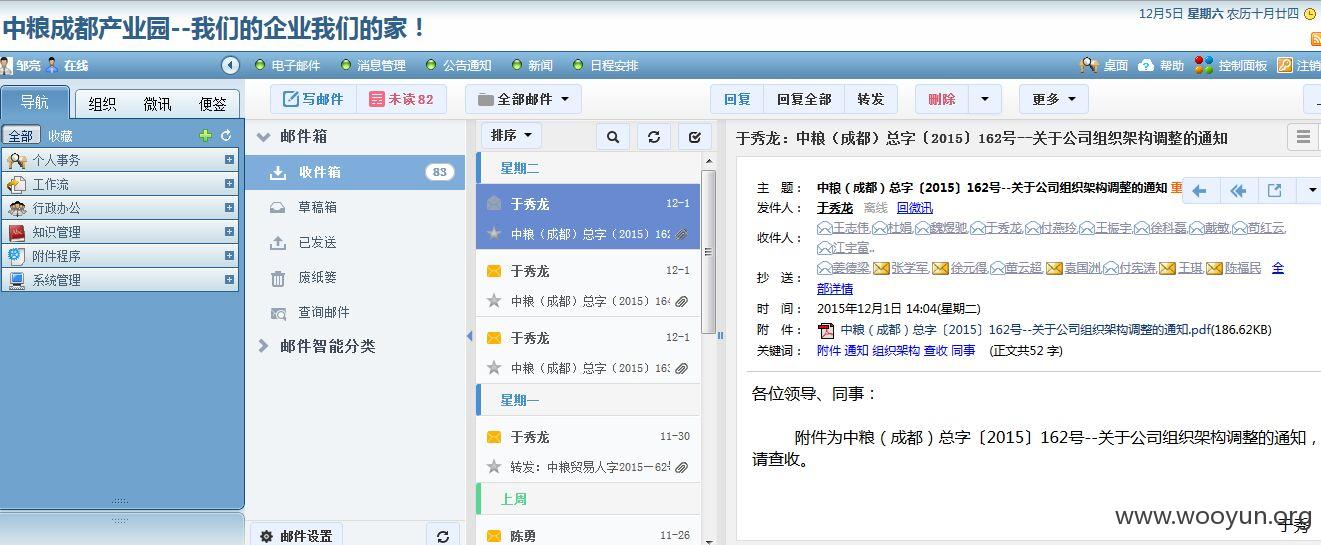 12月5日 星期六 农历十月廿四
中粮成都产业园--我们的企业我们的家！
邹亮 在线
电子邮件 消息管理 公告通知 新闻 日程安排
桌面 帮助 控制面板 注销
导航 组织 微讯 便签
全部 收藏
个人事务
工作流
行政办公
知识管理
附件程序
系统管理
写邮件 未读 82 全部邮件
回复 回复全部 转发 删除 更多
邮件箱
收件箱 83
草稿箱
已发送
废纸篓
查询邮件
邮件智能分类
邮件设置
排序
星期二
于秀龙 12-1
中粮（成都）总字〔2015〕162
于秀龙 12-1
中粮（成都）总字〔2015〕164
于秀龙 12-1
中粮（成都）总字〔2015〕163
星期一
于秀龙 11-30
转发：中粮贸易人字2015—62号
上周
陈勇 11-26
于秀龙：中粮（成都）总字〔2015〕162号--关于公司组织架构调整的通知
主 题： 中粮（成都）总字〔2015〕162号--关于公司组织架构调整的通知 重
发件人： 于秀龙 离线 回微讯
收件人： 王志伟,杜娟,魏煜驰,于秀龙,付燕玲,王振宇,徐科磊,戴敏,苟红云,
江宇富..
抄 送： 姜德梁,张学军,徐元得,董云超,袁国洲,付宪涛,王琪,陈福民 全
部详情
时 间： 2015年12月1日 14:04(星期二)
附 件： 中粮（成都）总字〔2015〕162号--关于公司组织架构调整的通知.pdf(186.62KB)
关键词： 附件 通知 组织架构 查收 同事 (正文共52 字)
各位领导、同事：
附件为中粮（成都）总字〔2015〕162号--关于公司组织架构调整的通知，
请查收。
www.wooyun.org
于秀